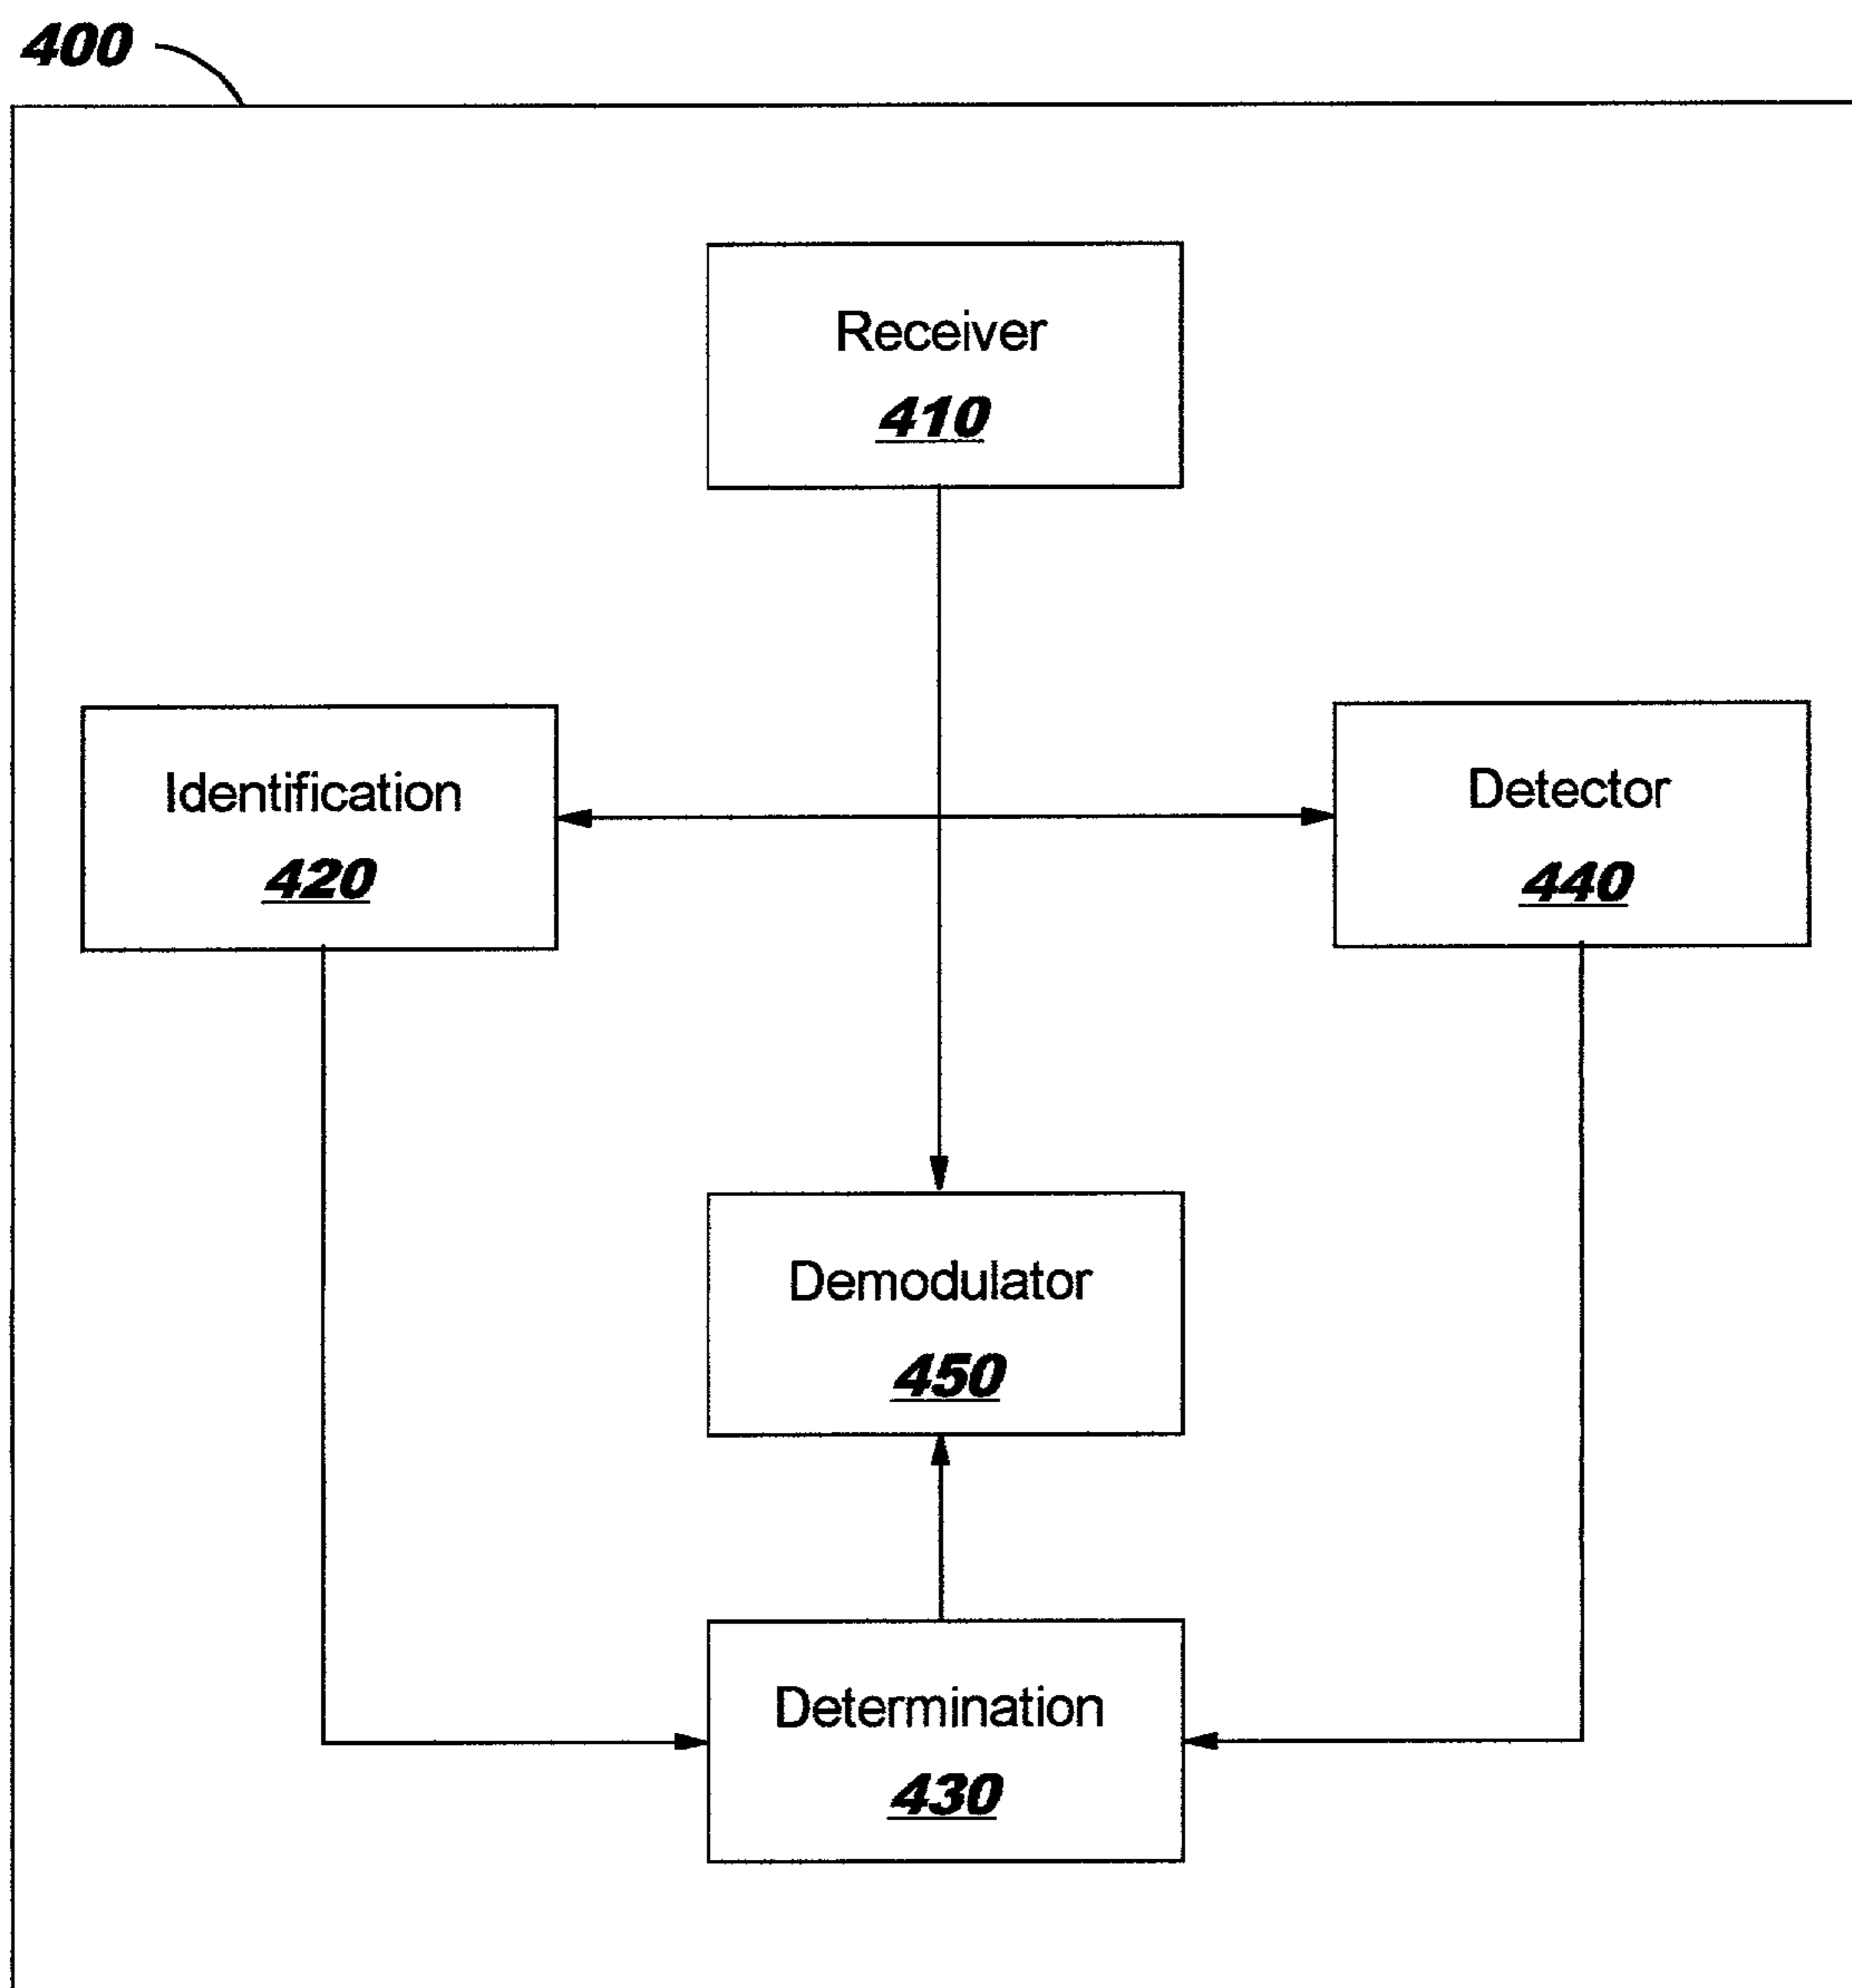 400
Receiver
410
Identification
420
Detector
440
Demodulator
450
Determination
430